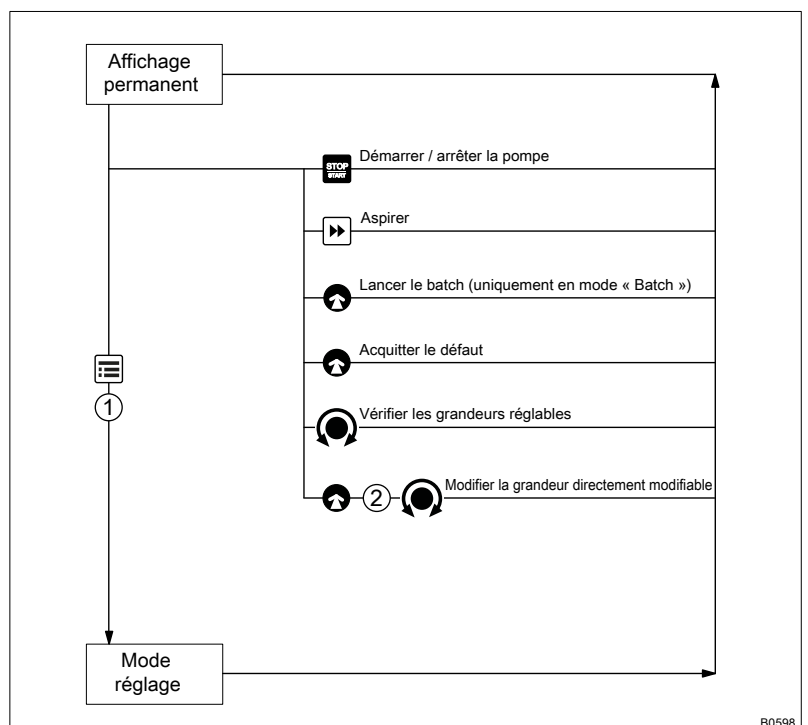 Affichage
permanent
STOP
START
Démarrer / arrêter la pompe
Aspirer
Lancer le batch (uniquement en mode « Batch »)
Acquitter le défaut
1
Vérifier les grandeurs réglables
2
Modifier la grandeur directement modifiable
Mode
réglage
B0598